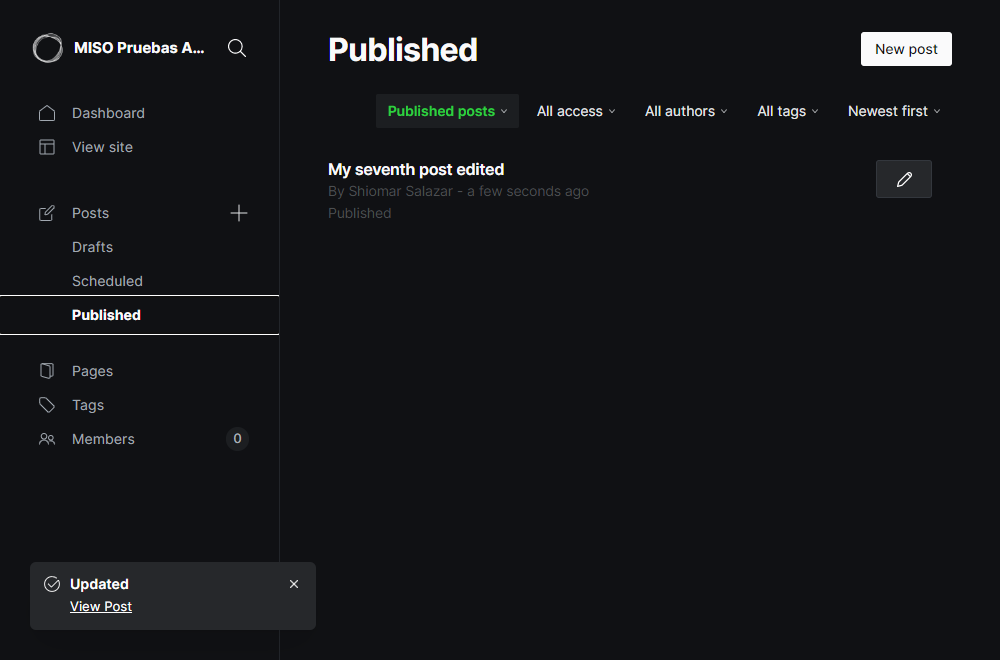 MISO Pruebas A...
Dashboard
View site
Posts
Drafts
Scheduled
Published
Pages
Tags
Members 0
Published
New post
Published posts All access All authors All tags Newest first
My seventh post edited
By Shiomar Salazar - a few seconds ago
Published
Updated
View Post